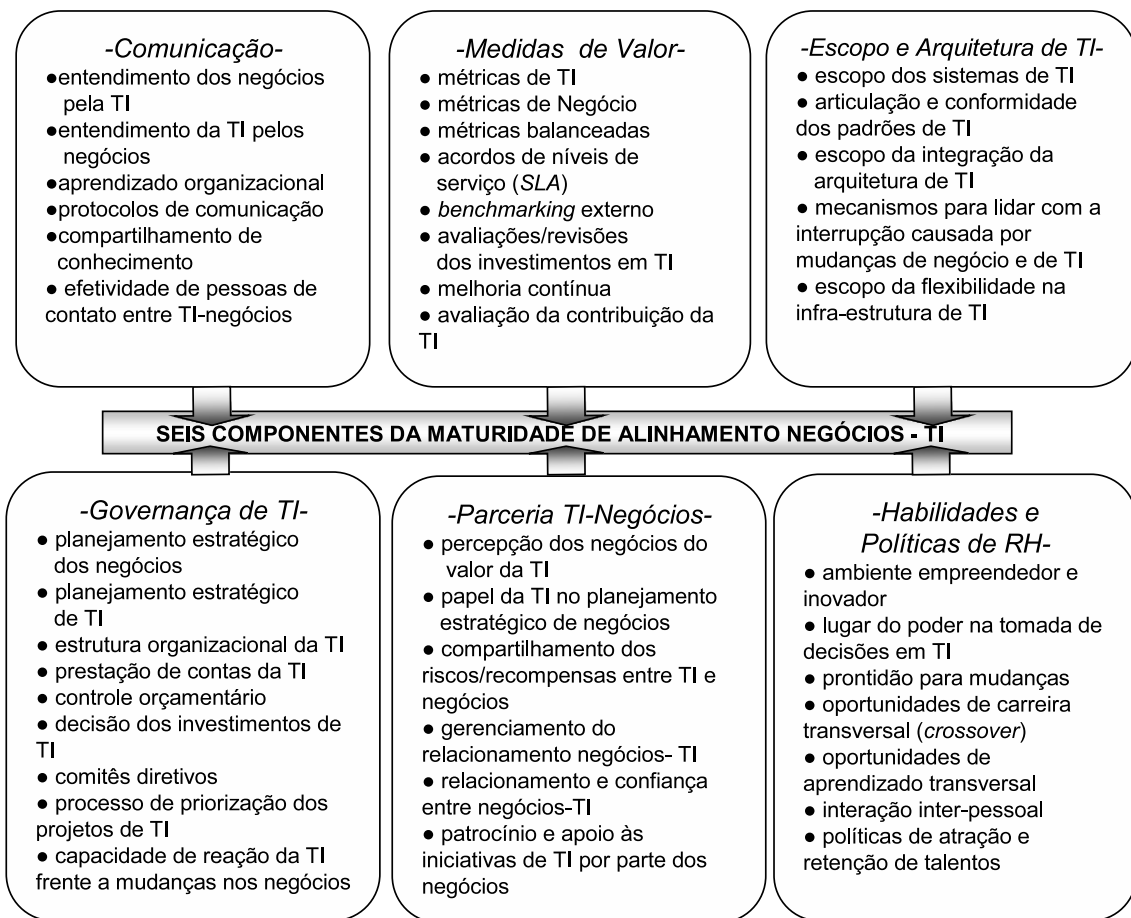 -Comunicação-
●entendimento dos negócios
pela TI
●entendimento da TI pelos
negócios
●aprendizado organizacional
●protocolos de comunicação
●compartilhamento de
conhecimento
● efetividade de pessoas de
contato entre TI-negócios
-Medidas de Valor-
● métricas de TI
● métricas de Negócio
● métricas balanceadas
● acordos de níveis de
serviço (SLA)
● benchmarking externo
● avaliações/revisões
dos investimentos em TI
● melhoria contínua
● avaliação da contribuição da
TI
-Escopo e Arquitetura de TI-
● escopo dos sistemas de TI
● articulação e conformidade
dos padrões de TI
● escopo da integração da
arquitetura de TI
● mecanismos para lidar com a
interrupção causada por
mudanças de negócio e de TI
● escopo da flexibilidade na
infra-estrutura de TI
SEIS COMPONENTES DA MATURIDADE DE ALINHAMENTO NEGÓCIOS - TI
-Governança de TI-
● planejamento estratégico
dos negócios
● planejamento estratégico
de TI
● estrutura organizacional da TI
● prestação de contas da TI
● controle orçamentário
● decisão dos investimentos de
TI
● comitês diretivos
● processo de priorização dos
projetos de TI
● capacidade de reação da TI
frente a mudanças nos negócios
-Parceria TI-Negócios-
● percepção dos negócios do
valor da TI
● papel da TI no planejamento
estratégico de negócios
● compartilhamento dos
riscos/recompensas entre TI e
negócios
● gerenciamento do
relacionamento negócios- TI
● relacionamento e confiança
entre negócios-TI
● patrocínio e apoio às
iniciativas de TI por parte dos
negócios
-Habilidades e
Políticas de RH-
● ambiente empreendedor e
inovador
● lugar do poder na tomada de
decisões em TI
● prontidão para mudanças
● oportunidades de carreira
transversal (crossover)
● oportunidades de
aprendizado transversal
● interação inter-pessoal
● políticas de atração e
retenção de talentos